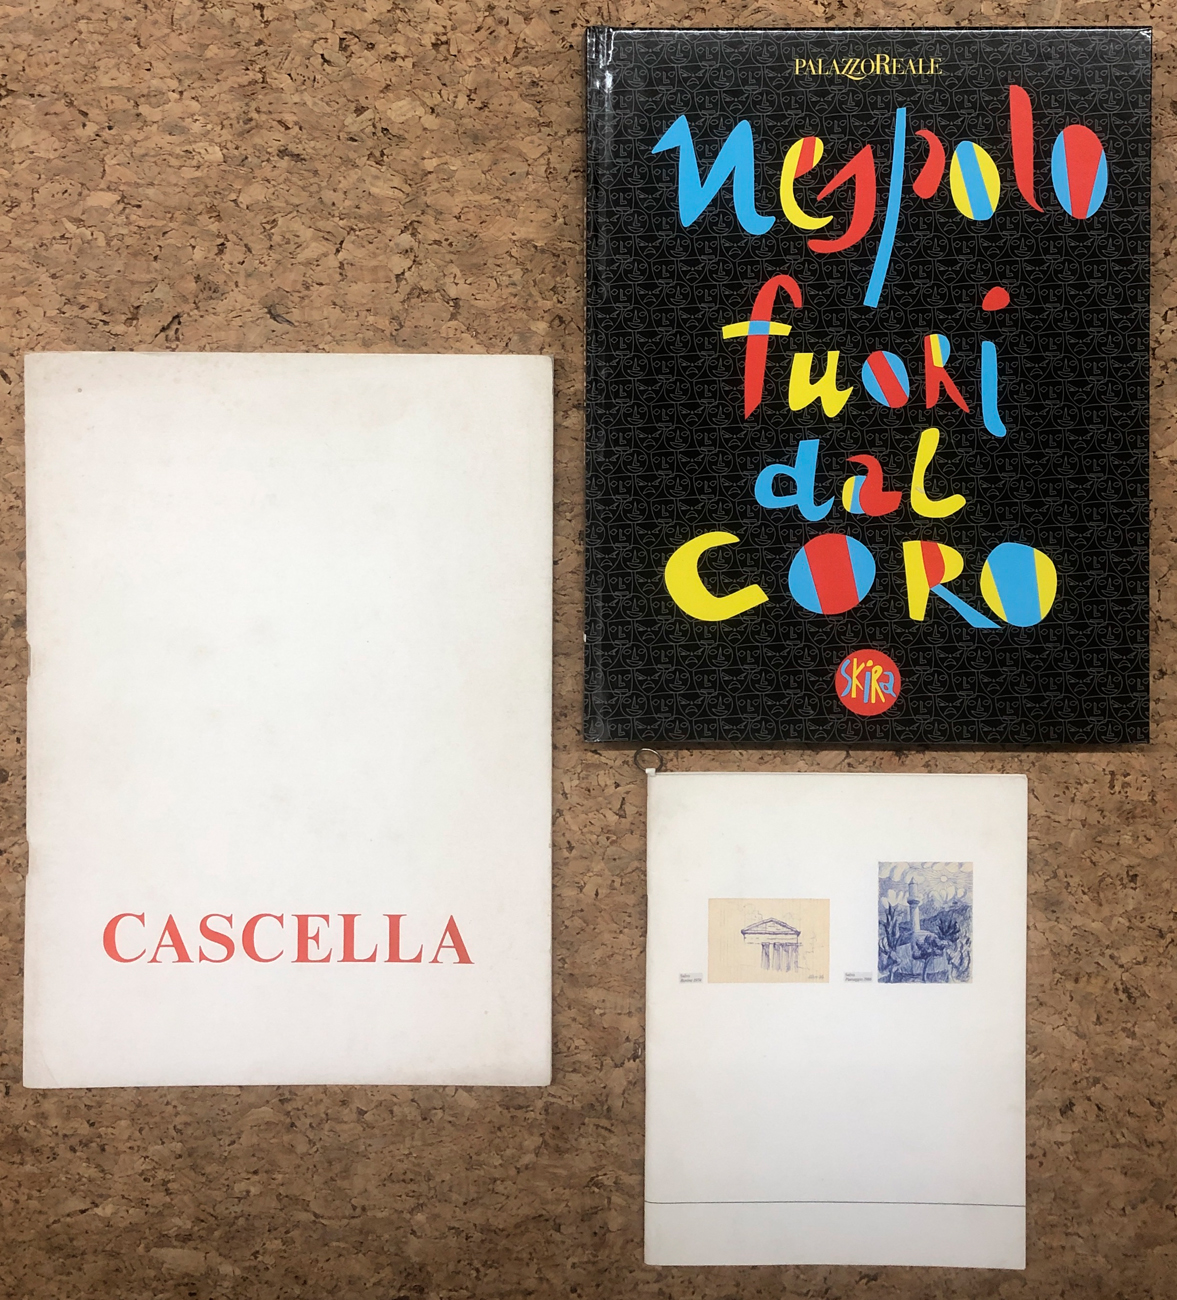 PALAZZOREALE
nespolo
fuori
dal
CORO
SKIRA
CASCELLA